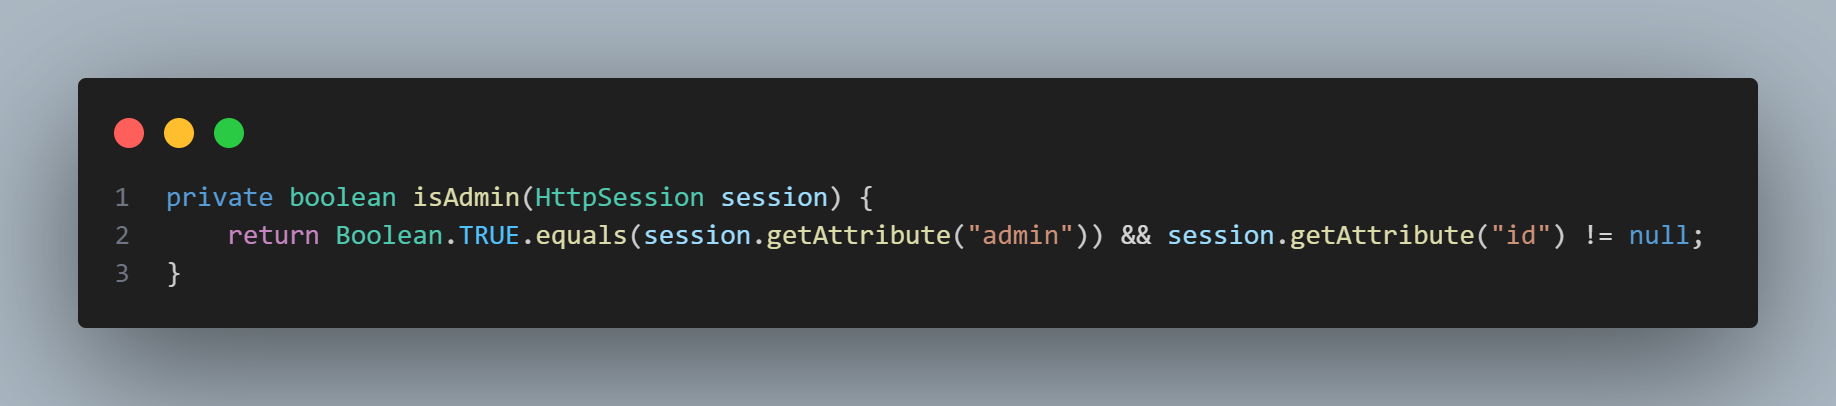 1 private boolean isAdmin(HttpSession session) {
2     return Boolean.TRUE.equals(session.getAttribute("admin")) && session.getAttribute("id") != null;
3 }